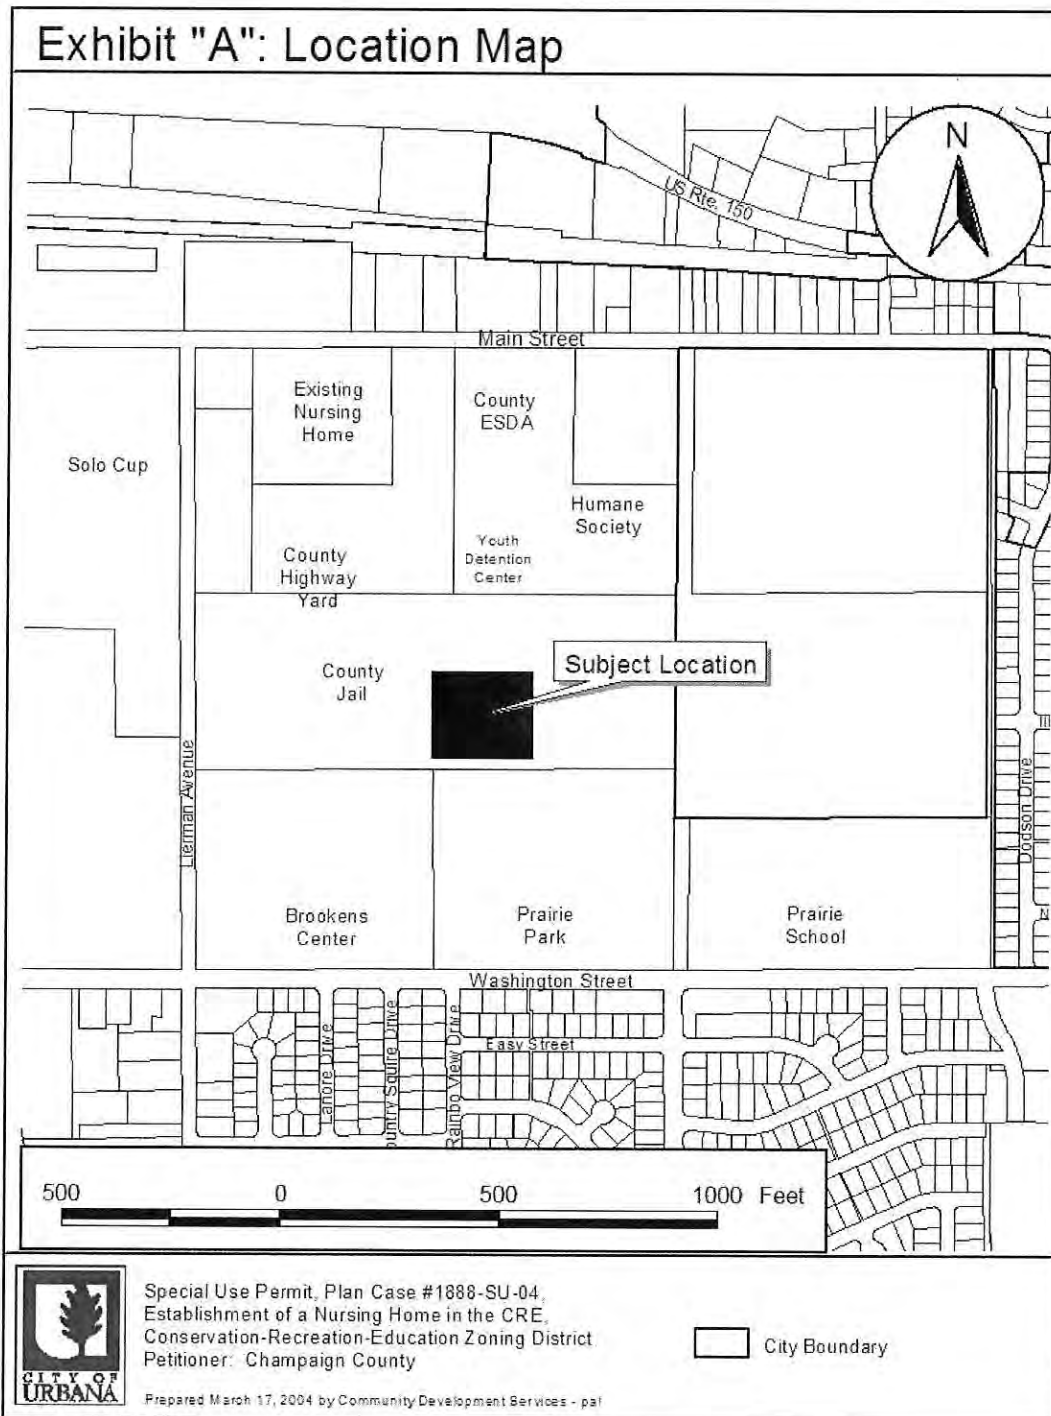 Exhibit "A": Location Map
N
US Rte. 150
Main Street
Existing
Nursing
Home
County
ESDA
Solo Cup
Humane
Society
Youth
Detention
Center
County
Highway
Yard
County
Jail
Subject Location
Lierman Avenue
Dodson Drive
Brookens
Center
Prairie
Park
Prairie
School
N
Washington Street
Easy Street
Lanore Drive
ountry Squire Drive
Rainbo View Drive
500 0 500 1000 Feet
Special Use Permit, Plan Case #1888-SU-04,
Establishment of a Nursing Home in the CRE,
Conservation-Recreation-Education Zoning District
Petitioner: Champaign County
City Boundary
CITY OF
URBANA
Prepared March 17, 2004 by Community Development Services - pal